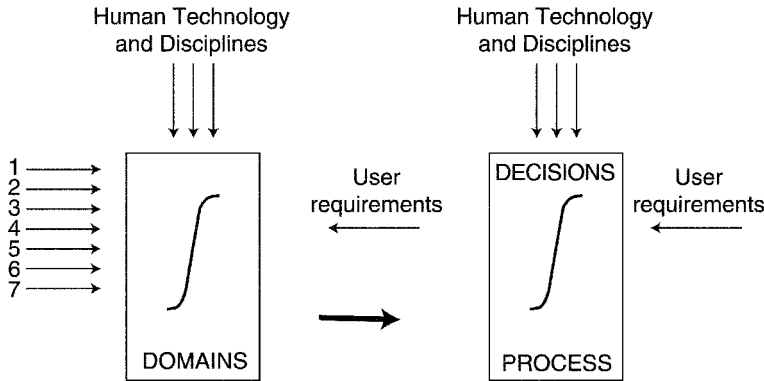 Human Technology
and Disciplines
Human Technology
and Disciplines
1
2
3
4
5
6
7
DOMAINS
User
requirements
DECISIONS
PROCESS
User
requirements